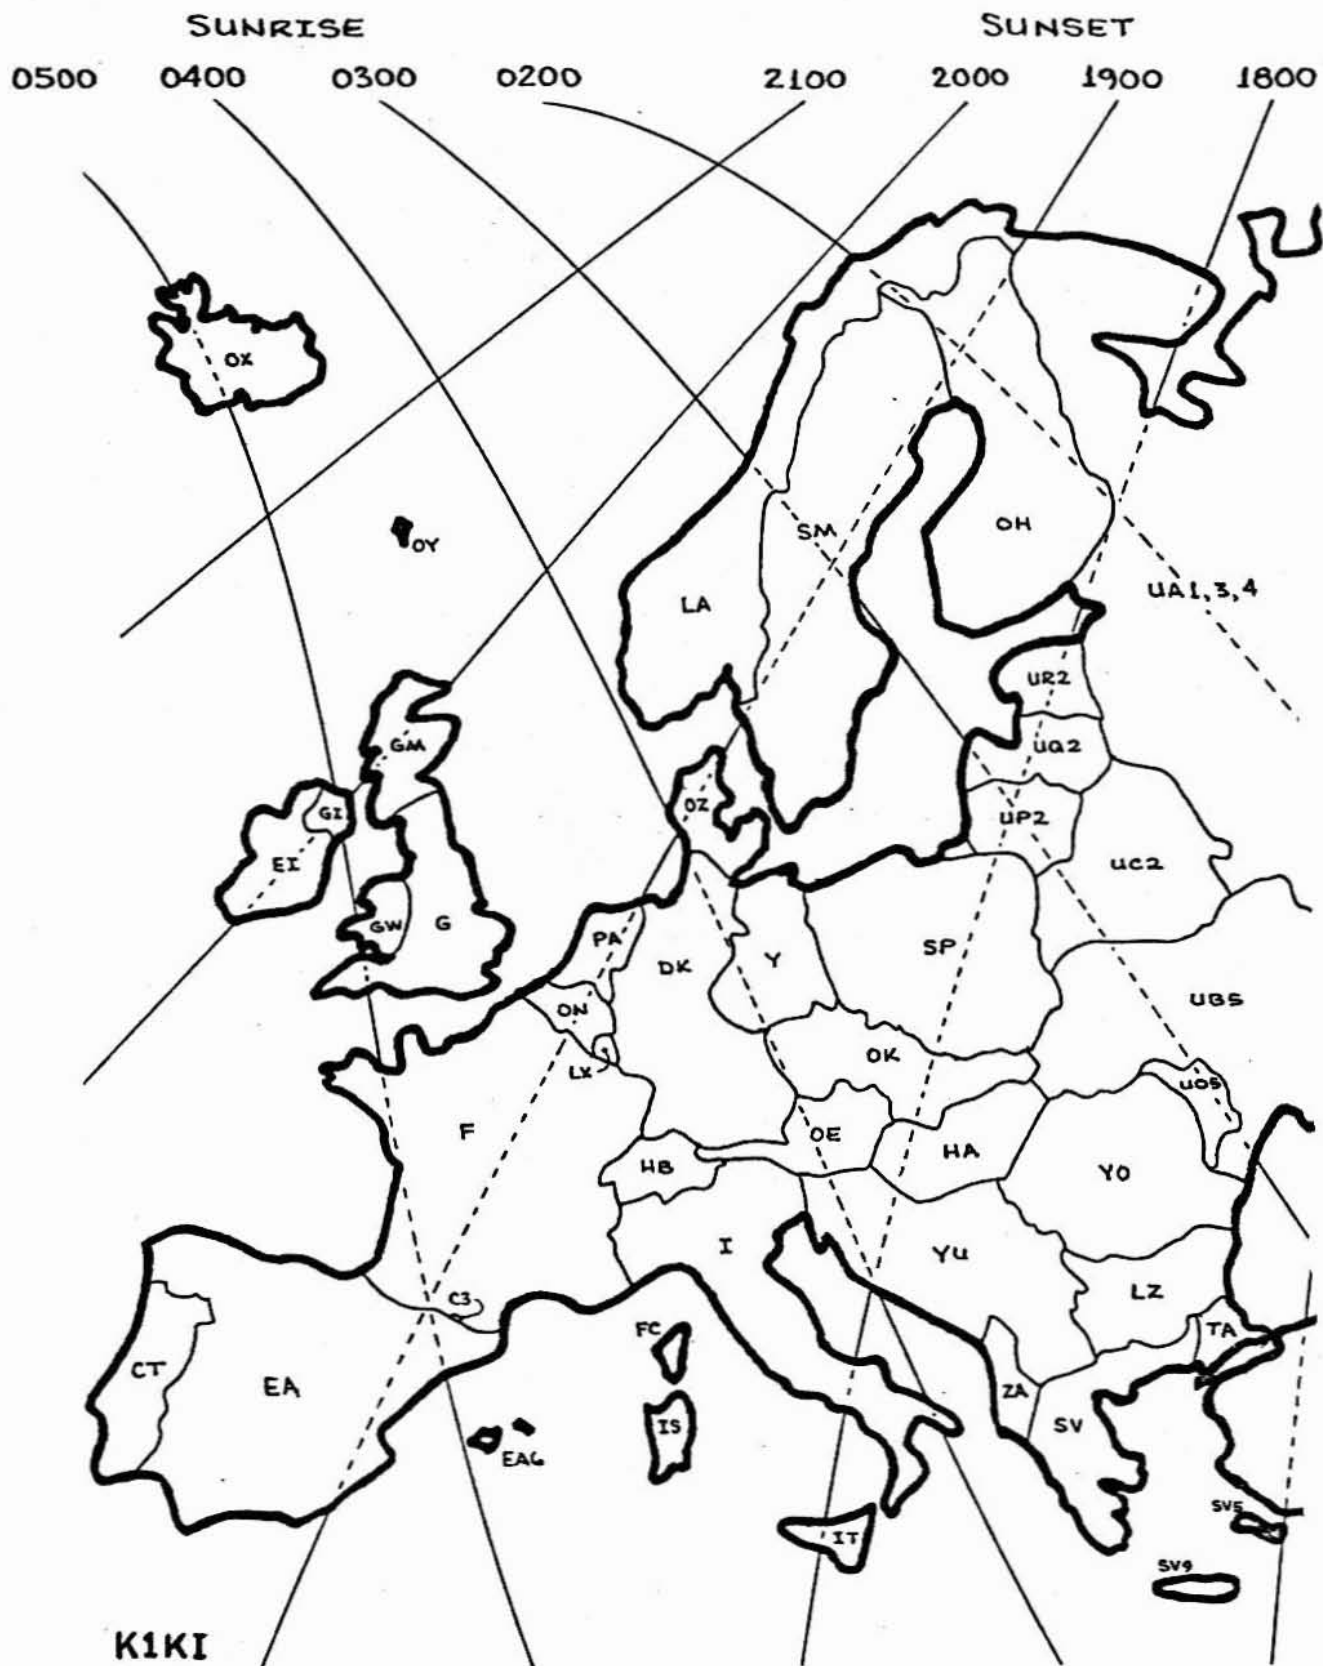 SUNRISE SUNSET
0500 0400 0300 0200 2100 2000 1900 1800
OX
OY
SM
OH
LA
UA1,3,4
UR2
GM
UQ2
GI
OZ
UP2
EI
UC2
GW G
PA
DK
Y
SP
ON
UB5
OK
LX
UO5
F
OE
HB
HA
YO
I
YU
C3
LZ
FC
TA
CT
EA
ZA
IS
SV
EA6
SV5
IT
SV9
K1KI